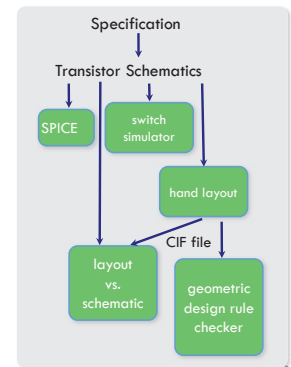 Specification
Transistor Schematics
SPICE
switch
simulator
hand layout
CIF file
layout
vs.
schematic
geometric
design rule
checker